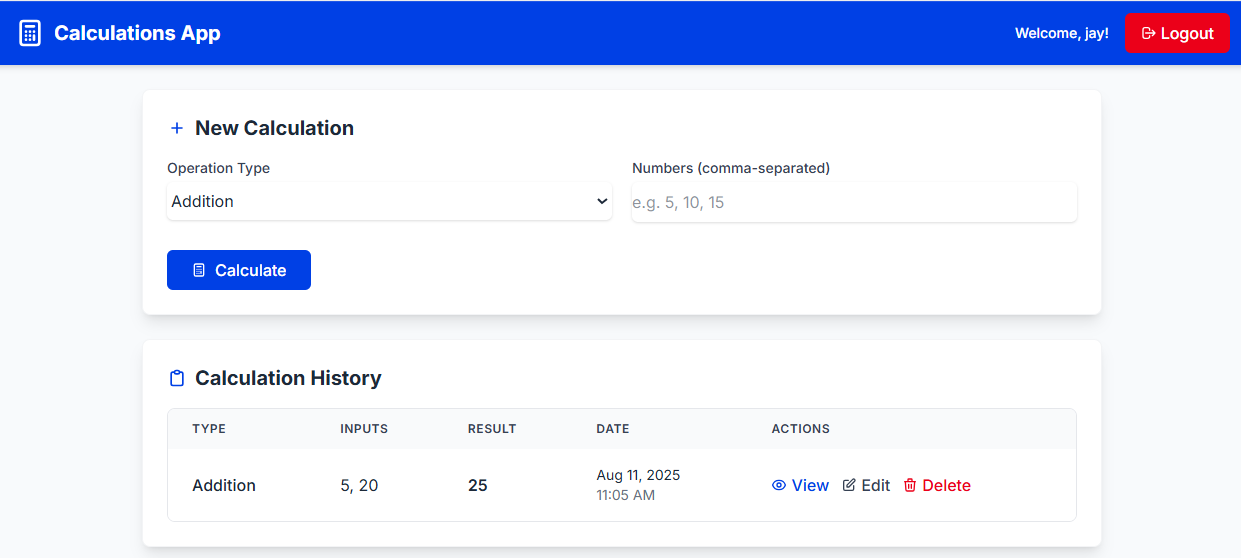 Calculations App
Welcome, jay!
Logout
New Calculation
Operation Type
Numbers (comma-separated)
Addition
e.g. 5, 10, 15
Calculate
Calculation History
TYPE INPUTS RESULT DATE ACTIONS
Addition 5, 20 25 Aug 11, 2025 11:05 AM View Edit Delete